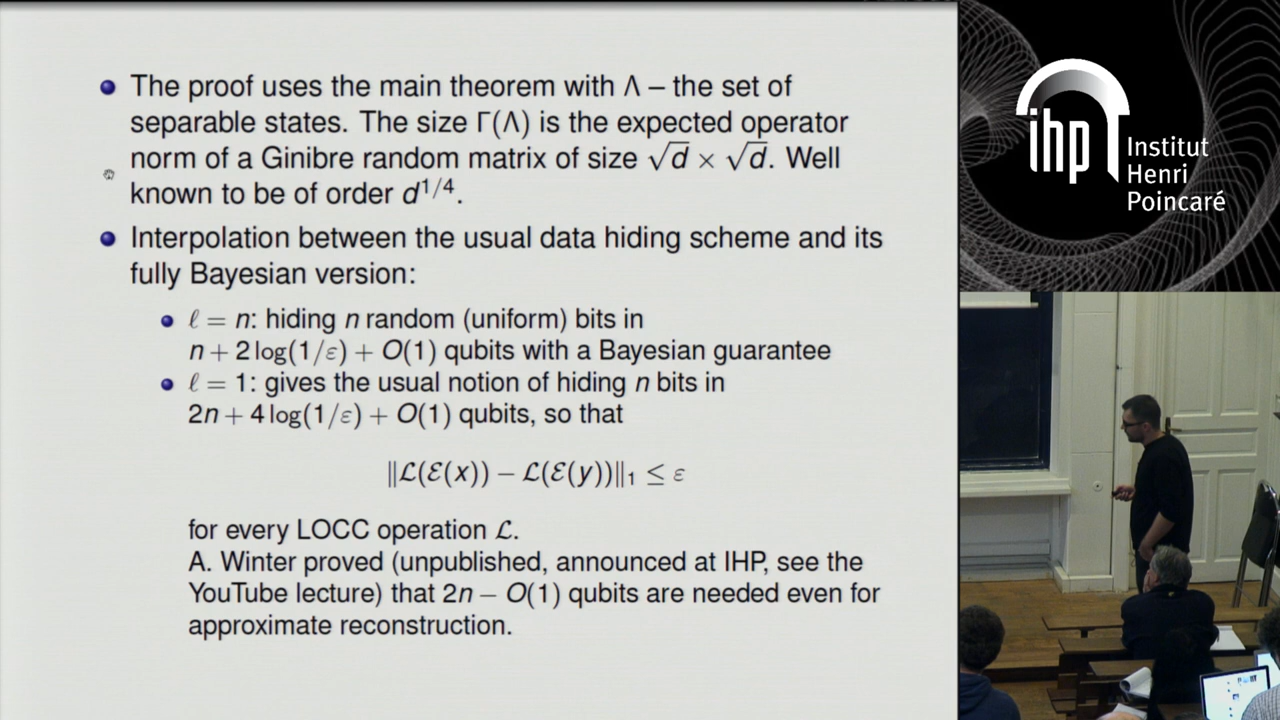 The proof uses the main theorem with Λ – the set of
separable states. The size Γ(Λ) is the expected operator
norm of a Ginibre random matrix of size √d × √d. Well
known to be of order d^{1/4}.
Interpolation between the usual data hiding scheme and its
fully Bayesian version:
ℓ = n: hiding n random (uniform) bits in
n + 2 log(1/ε) + O(1) qubits with a Bayesian guarantee
ℓ = 1: gives the usual notion of hiding n bits in
2n + 4 log(1/ε) + O(1) qubits, so that
‖ℒ(ℰ(x)) − ℒ(ℰ(y))‖₁ ≤ ε
for every LOCC operation ℒ.
A. Winter proved (unpublished, announced at IHP, see the
YouTube lecture) that 2n − O(1) qubits are needed even for
approximate reconstruction.
ihp
Institut
Henri
Poincaré